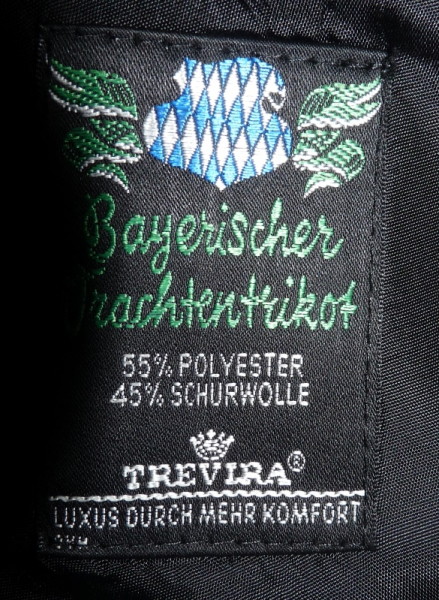 Bayerischer
Trachtentrikot
55% POLYESTER
45% SCHURWOLLE
TREVIRA®
LUXUS DURCH MEHR KOMFORT